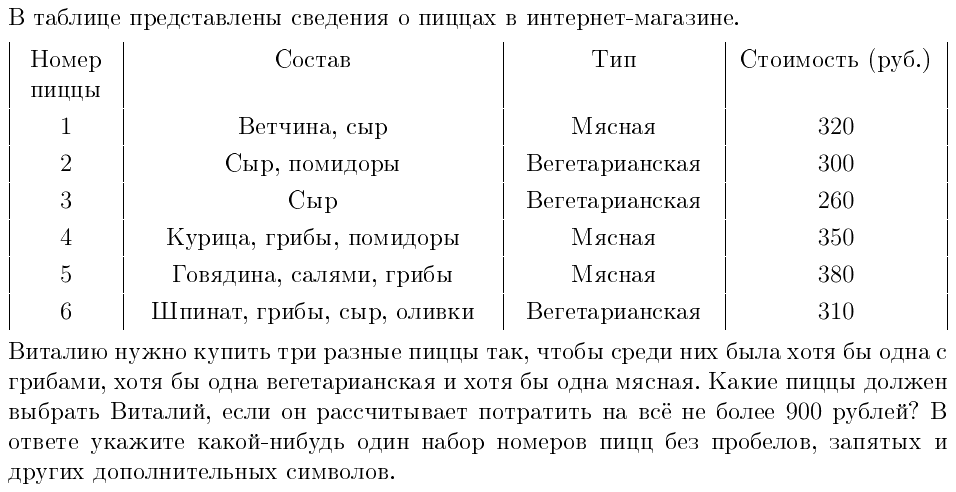 В таблице представлены сведения о пиццах в интернет-магазине.
Номер пиццы Состав Тип Стоимость (руб.)
1 Ветчина, сыр Мясная 320
2 Сыр, помидоры Вегетарианская 300
3 Сыр Вегетарианская 260
4 Курица, грибы, помидоры Мясная 350
5 Говядина, салями, грибы Мясная 380
6 Шпинат, грибы, сыр, оливки Вегетарианская 310
Виталию нужно купить три разные пиццы так, чтобы среди них была хотя бы одна с
грибами, хотя бы одна вегетарианская и хотя бы одна мясная. Какие пиццы должен
выбрать Виталий, если он рассчитывает потратить на всё не более 900 рублей? В
ответе укажите какой-нибудь один набор номеров пицц без пробелов, запятых и
других дополнительных символов.